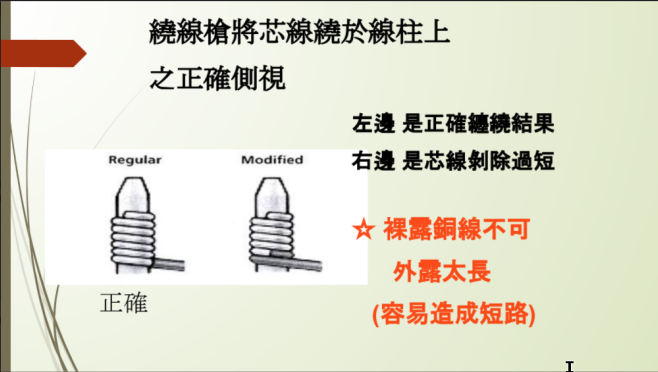 繞線槍將芯線繞於線柱上
之正確側視
左邊 是正確纏繞結果
右邊 是芯線剝除過短
Regular Modified
☆ 裸露銅線不可
外露太長
(容易造成短路)
正確